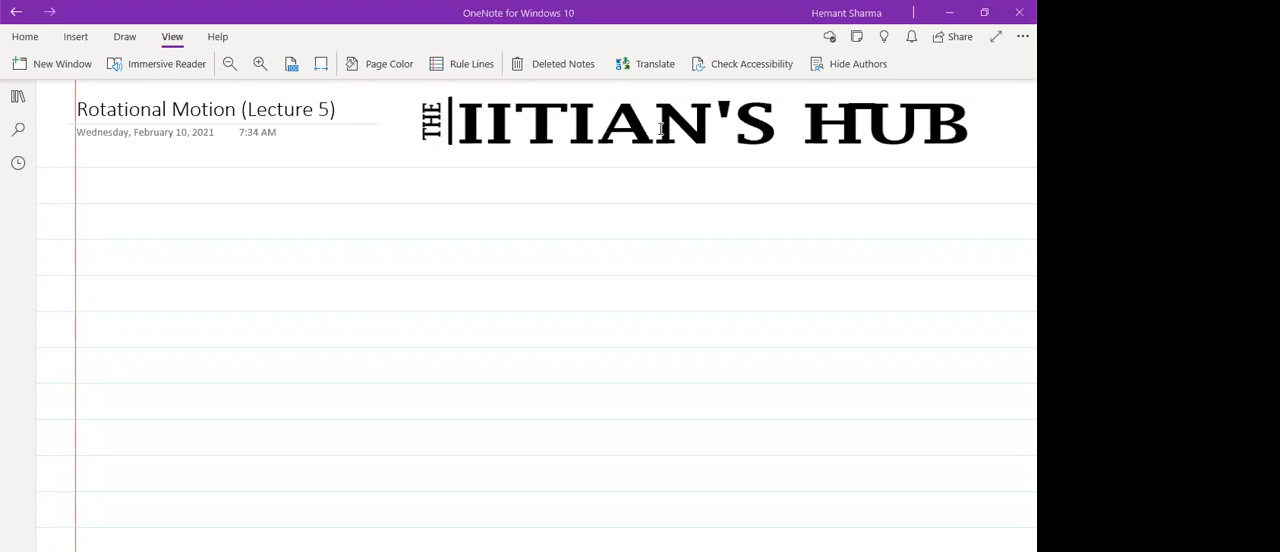 OneNote for Windows 10
Hemant Sharma
Home Insert Draw View Help
Share
New Window Immersive Reader Page Color Rule Lines Deleted Notes Translate Check Accessibility Hide Authors
Rotational Motion (Lecture 5)
Wednesday, February 10, 2021 7:34 AM
THE IITIAN'S HUB